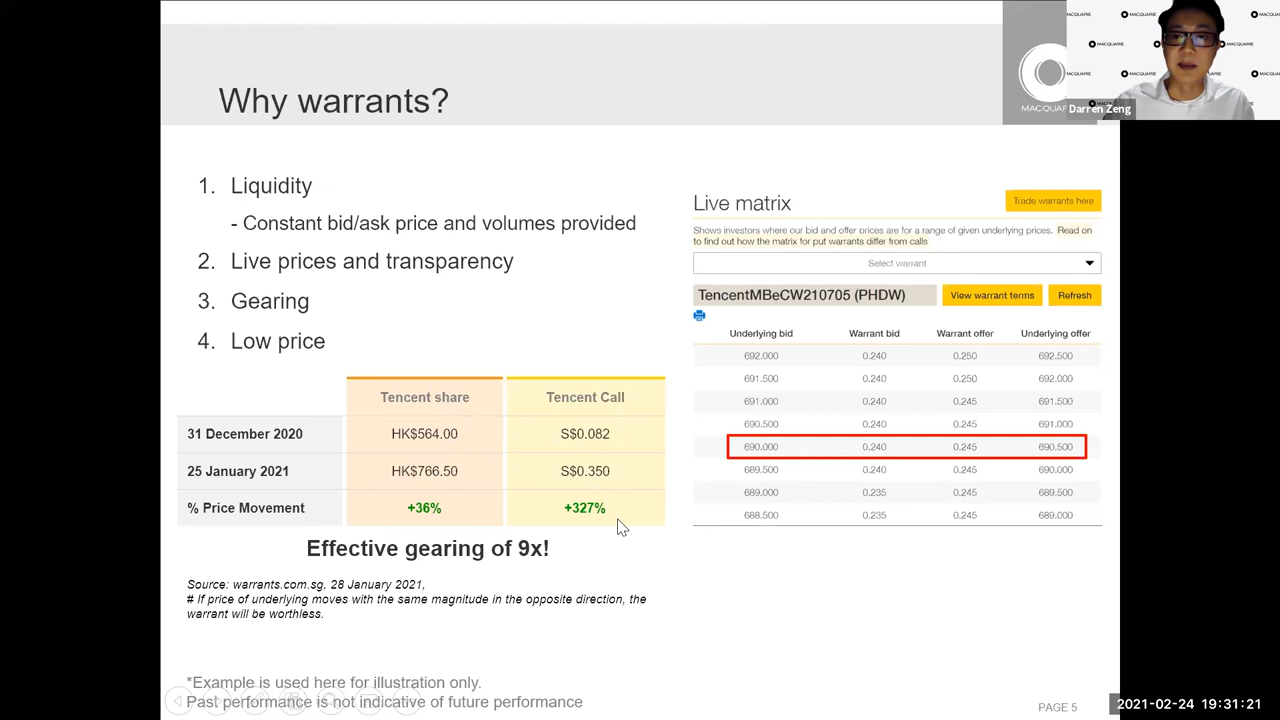 Why warrants?
MACQUAR
MACQUARIE
MACQUARIE
MACQUARIE
MACQUARIE
Darren Zeng
1. Liquidity
- Constant bid/ask price and volumes provided
2. Live prices and transparency
3. Gearing
4. Low price
Tencent share Tencent Call
31 December 2020 HK$564.00 S$0.082
25 January 2021 HK$766.50 S$0.350
% Price Movement +36% +327%
Effective gearing of 9x!
Source: warrants.com.sg, 28 January 2021,
# If price of underlying moves with the same magnitude in the opposite direction, the
warrant will be worthless.
Live matrix
Trade warrants here
Shows investors where our bid and offer prices are for a range of given underlying prices. Read on
to find out how the matrix for put warrants differ from calls
Select warrant
TencentMBeCW210705 (PHDW) View warrant terms Refresh
Underlying bid Warrant bid Warrant offer Underlying offer
692.000 0.240 0.250 692.500
691.500 0.240 0.250 692.000
691.000 0.240 0.245 691.500
690.500 0.240 0.245 691.000
690.000 0.240 0.245 690.500
689.500 0.240 0.245 690.000
689.000 0.235 0.245 689.500
688.500 0.235 0.245 689.000
*Example is used here for illustration only.
Past performance is not indicative of future performance
PAGE 5
2021-02-24 19:31:21